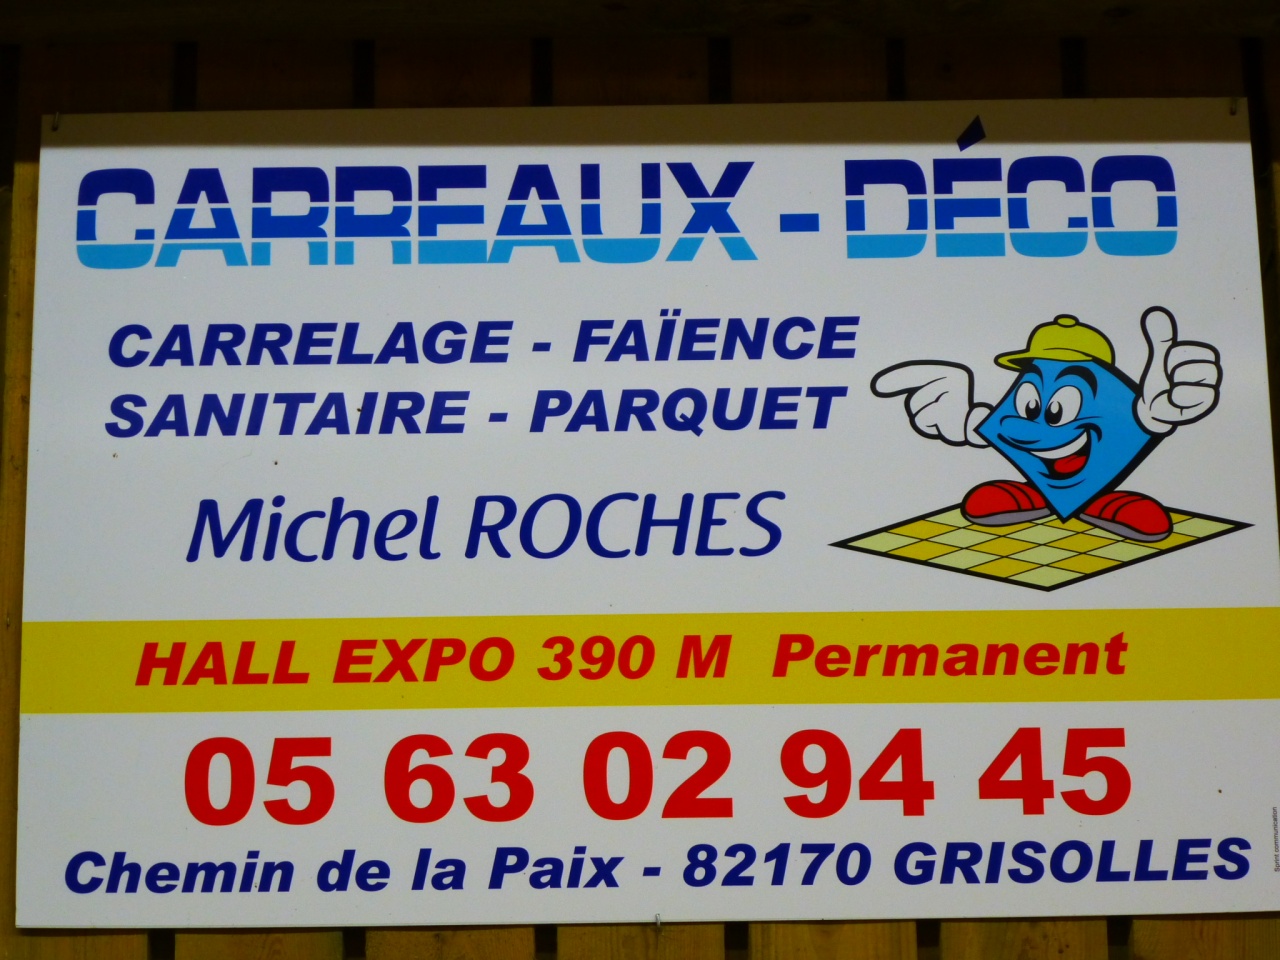 CARREAUX - DÉCO
CARRELAGE - FAÏENCE
SANITAIRE - PARQUET
Michel ROCHES
HALL EXPO 390 M Permanent
05 63 02 94 45
Chemin de la Paix - 82170 GRISOLLES